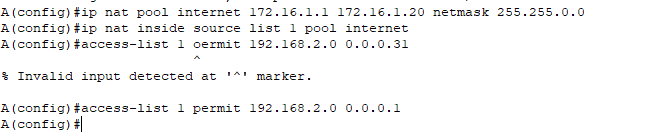 A(config)#ip nat pool internet 172.16.1.1 172.16.1.20 netmask 255.255.0.0
A(config)#ip nat inside source list 1 pool internet
A(config)#access-list 1 oermit 192.168.2.0 0.0.0.31
^
% Invalid input detected at '^' marker.
A(config)#access-list 1 permit 192.168.2.0 0.0.0.1
A(config)#